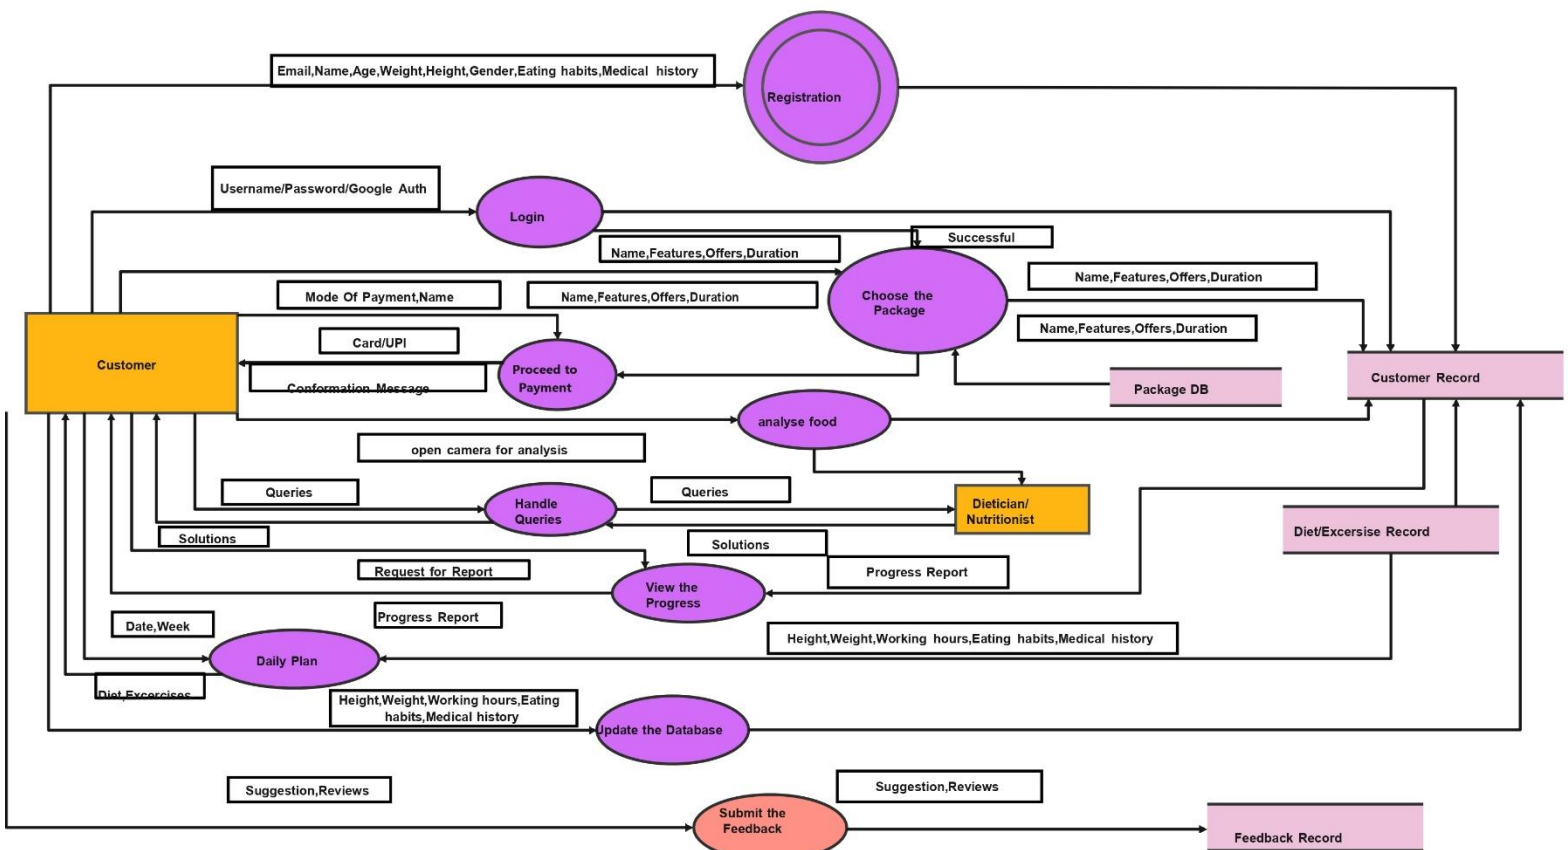 Email,Name,Age,Weight,Height,Gender,Eating habits,Medical history
Registration
Username/Password/Google Auth
Login
Successful
Name,Features,Offers,Duration
Name,Features,Offers,Duration
Mode Of Payment,Name
Name,Features,Offers,Duration
Choose the
Package
Name,Features,Offers,Duration
Card/UPI
Customer
Proceed to
Payment
Conformation Message
Package DB
Customer Record
analyse food
open camera for analysis
Queries
Queries
Handle
Queries
Dietician/
Nutritionist
Diet/Excersise Record
Solutions
Solutions
Request for Report
Progress Report
View the
Progress
Progress Report
Date,Week
Height,Weight,Working hours,Eating habits,Medical history
Daily Plan
Diet,Excercises
Height,Weight,Working hours,Eating
habits,Medical history
Update the Database
Suggestion,Reviews
Suggestion,Reviews
Submit the
Feedback
Feedback Record